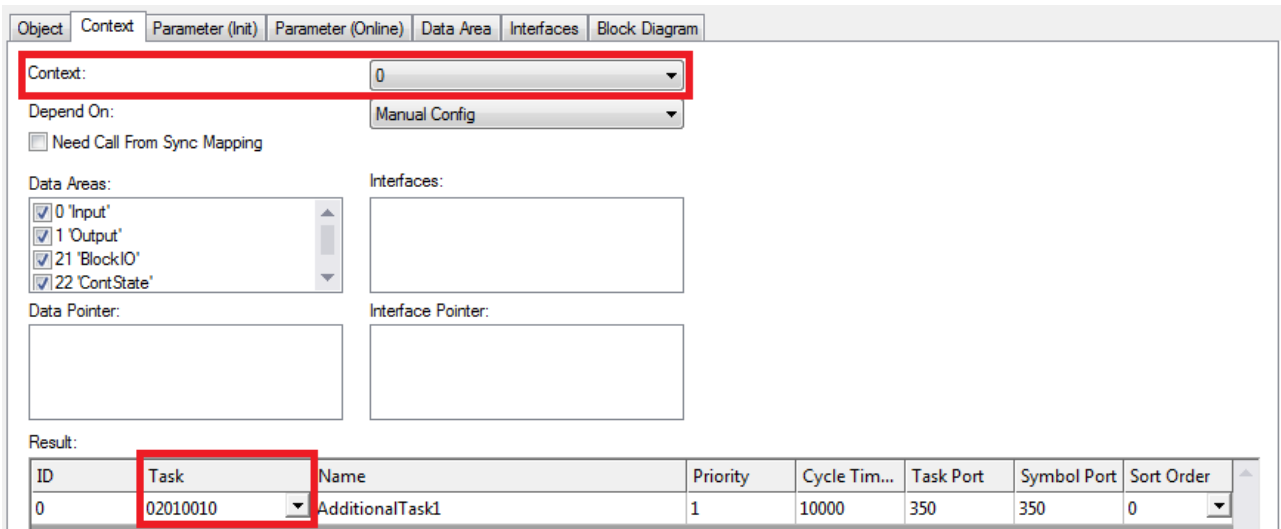 Object Context Parameter (Init) Parameter (Online) Data Area Interfaces Block Diagram
Context: 0
Depend On: Manual Config
Need Call From Sync Mapping
Data Areas: Interfaces:
0 'Input'
1 'Output'
21 'BlockIO'
22 'ContState'
Data Pointer: Interface Pointer:
Result:
ID Task Name Priority Cycle Tim... Task Port Symbol Port Sort Order
0 02010010 AdditionalTask1 1 10000 350 350 0